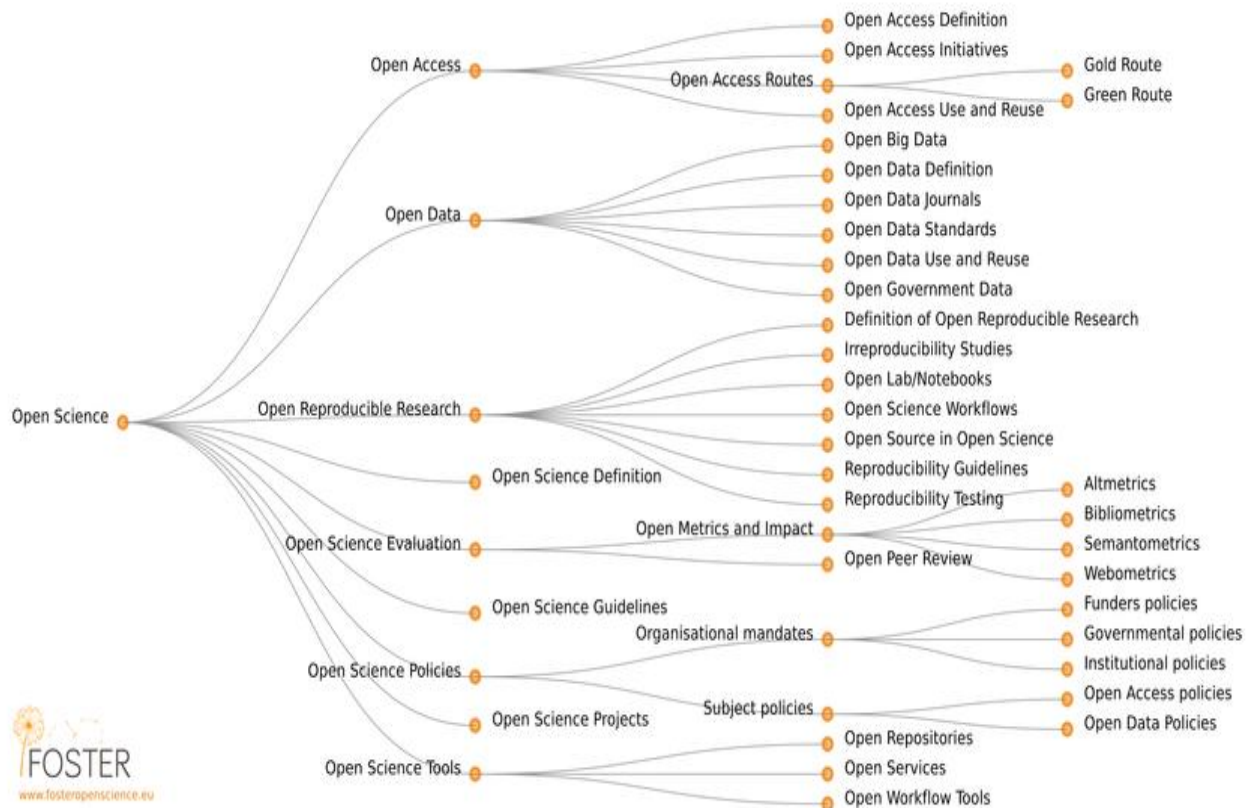 Open Science
Open Access
Open Access Definition
Open Access Initiatives
Open Access Routes
Gold Route
Green Route
Open Access Use and Reuse
Open Data
Open Big Data
Open Data Definition
Open Data Journals
Open Data Standards
Open Data Use and Reuse
Open Government Data
Open Reproducible Research
Definition of Open Reproducible Research
Irreproducibility Studies
Open Lab/Notebooks
Open Science Workflows
Open Source in Open Science
Reproducibility Guidelines
Reproducibility Testing
Open Science Definition
Open Science Evaluation
Open Metrics and Impact
Altmetrics
Bibliometrics
Semantometrics
Webometrics
Open Peer Review
Open Science Guidelines
Open Science Policies
Organisational mandates
Funders policies
Governmental policies
Institutional policies
Subject policies
Open Access policies
Open Data Policies
Open Science Projects
Open Science Tools
Open Repositories
Open Services
Open Workflow Tools
FOSTER
www.fosteropenscience.eu